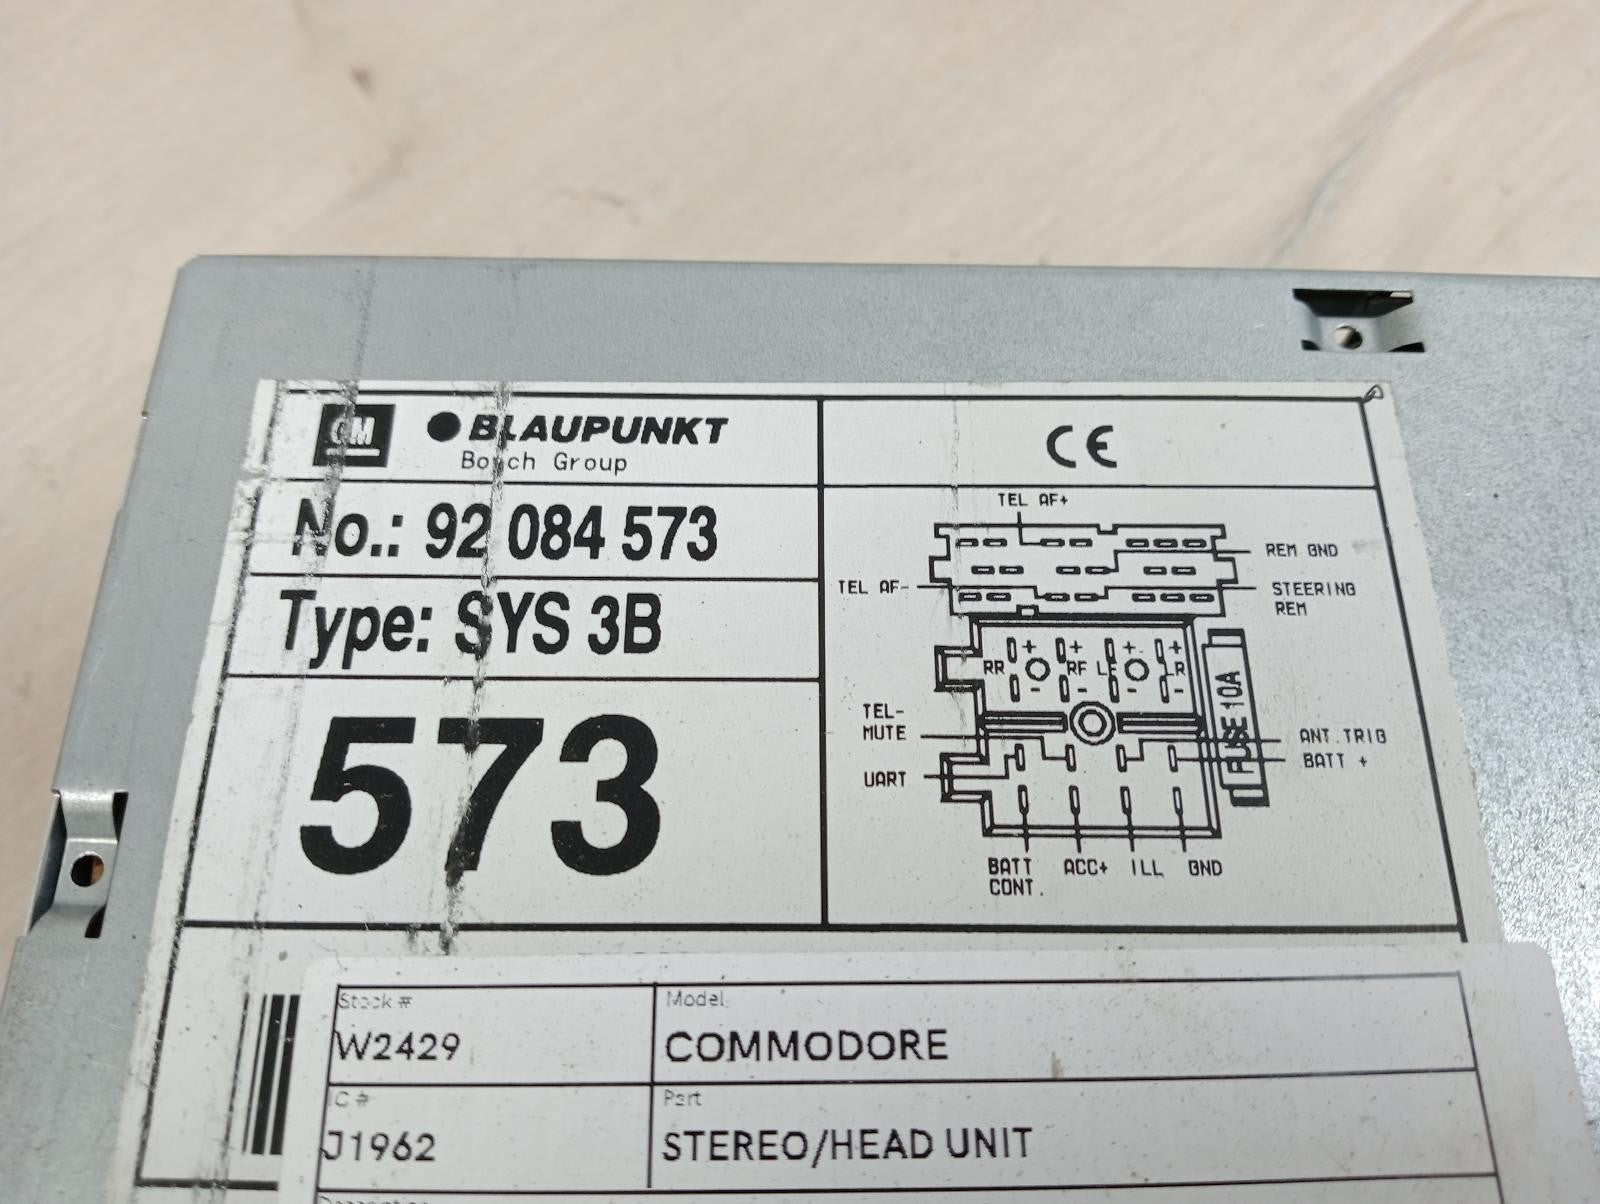 GM BLAUPUNKT
Bosch Group
CE
No.: 92 084 573
Type: SYS 3B
573
TEL AF+
REM GND
TEL AF-
STEERING
REM
+ + + +
RR RF LF LR
- - - -
FUSE 10A
TEL-
MUTE
ANT.TRIG
BATT +
UART
BATT
CONT.
ACC+
ILL
GND
Stock #
Model
W2429
COMMODORE
IC #
Part
J1962
STEREO/HEAD UNIT